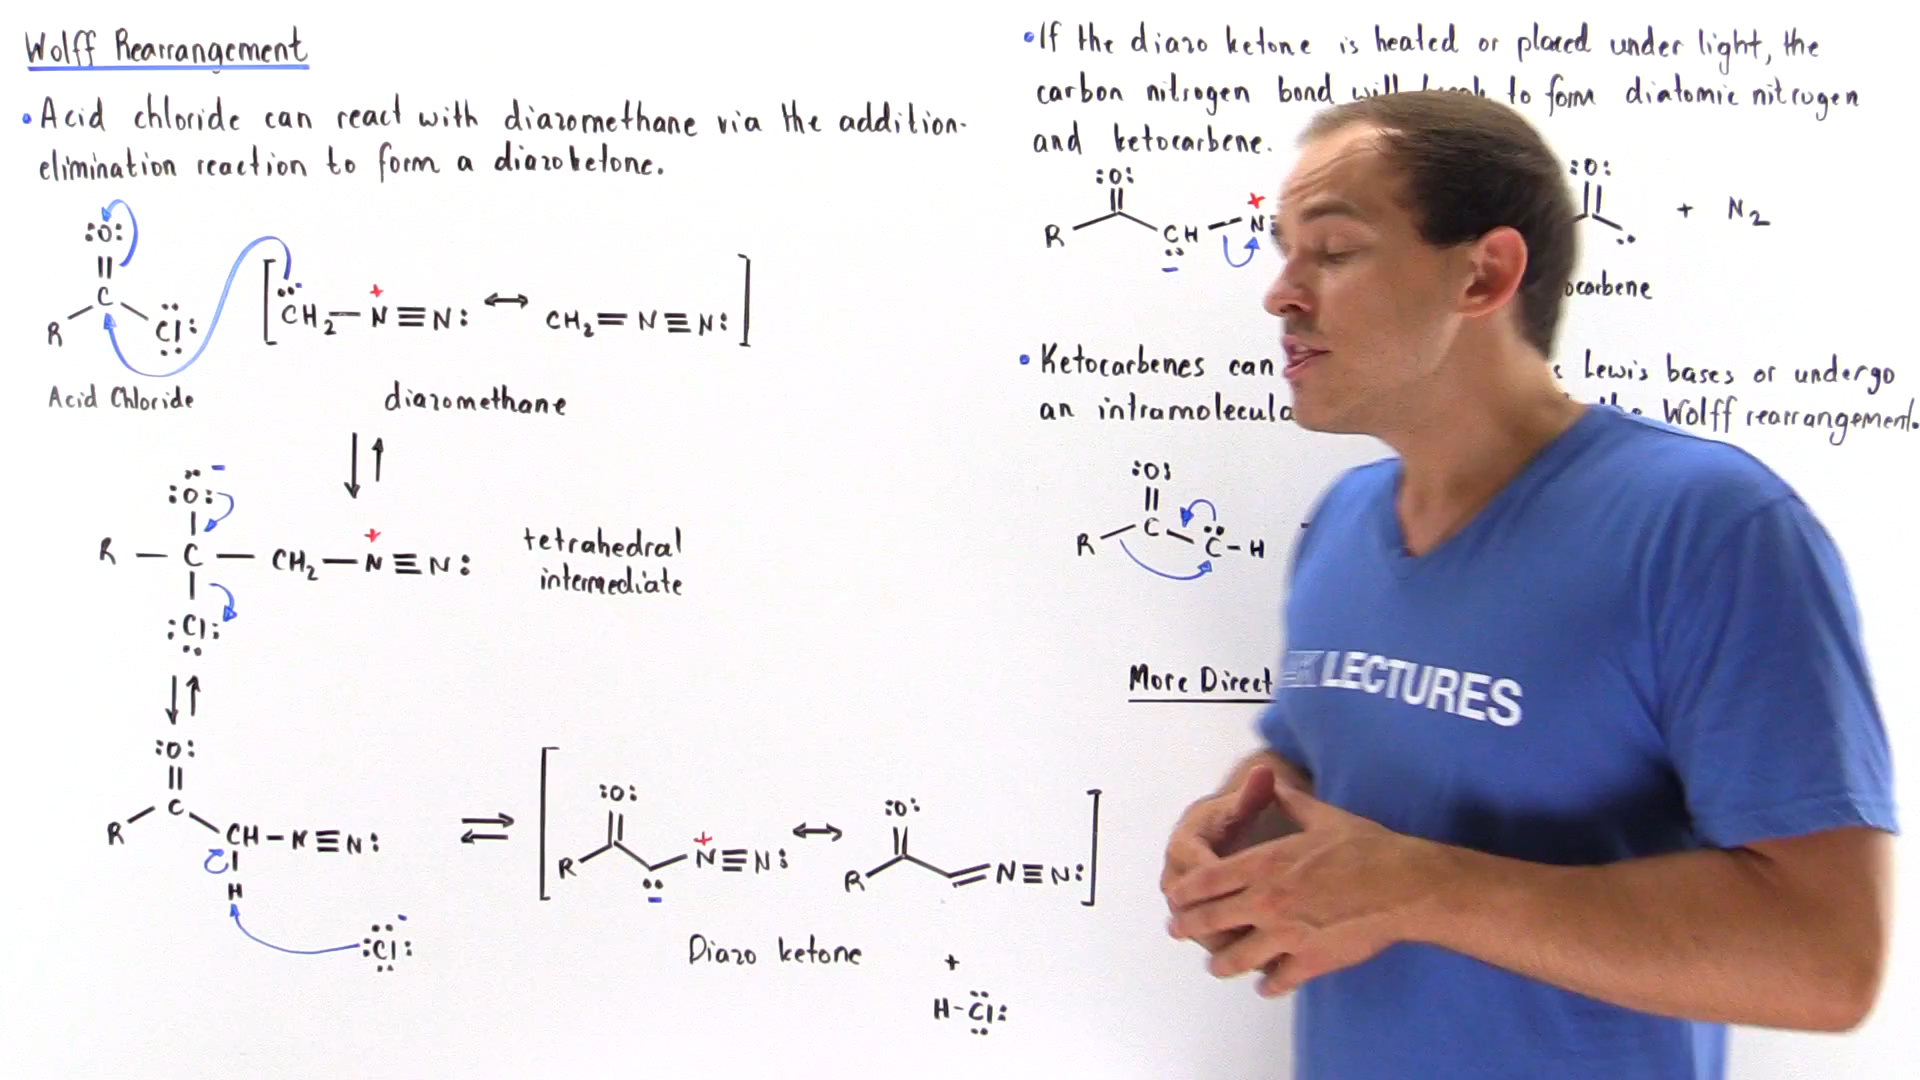 Wolff Rearrangement
• Acid chloride can react with diazomethane via the addition-
elimination reaction to form a diazoketone.
:O:
||
C
R
Cl:
[ CH₂—N≡N: ↔ CH₂=N≡N: ]
+
-
Acid Chloride
diazomethane
:O:
-
R — C — CH₂—N≡N:
+
:Cl:
tetrahedral
intermediate
:O:
||
C
R
CH—N≡N:
H
:Cl:
-
⇌
[ :O: R N≡N: ↔ :O: R N≡N: ]
+
-
Diazo ketone
+
H-Cl:
• If the diazo ketone is heated or placed under light, the
carbon nitrogen bond will to form diatomic nitrogen
and ketocarbene.
:O:
R
CH—N
+
-
:O:
+ N₂
ocarbene
• Ketocarbenes can Lewis bases or undergo
an intramolecula Wolff rearrangement.
:O:
||
C
R
C-H
More Direct
LECTURES